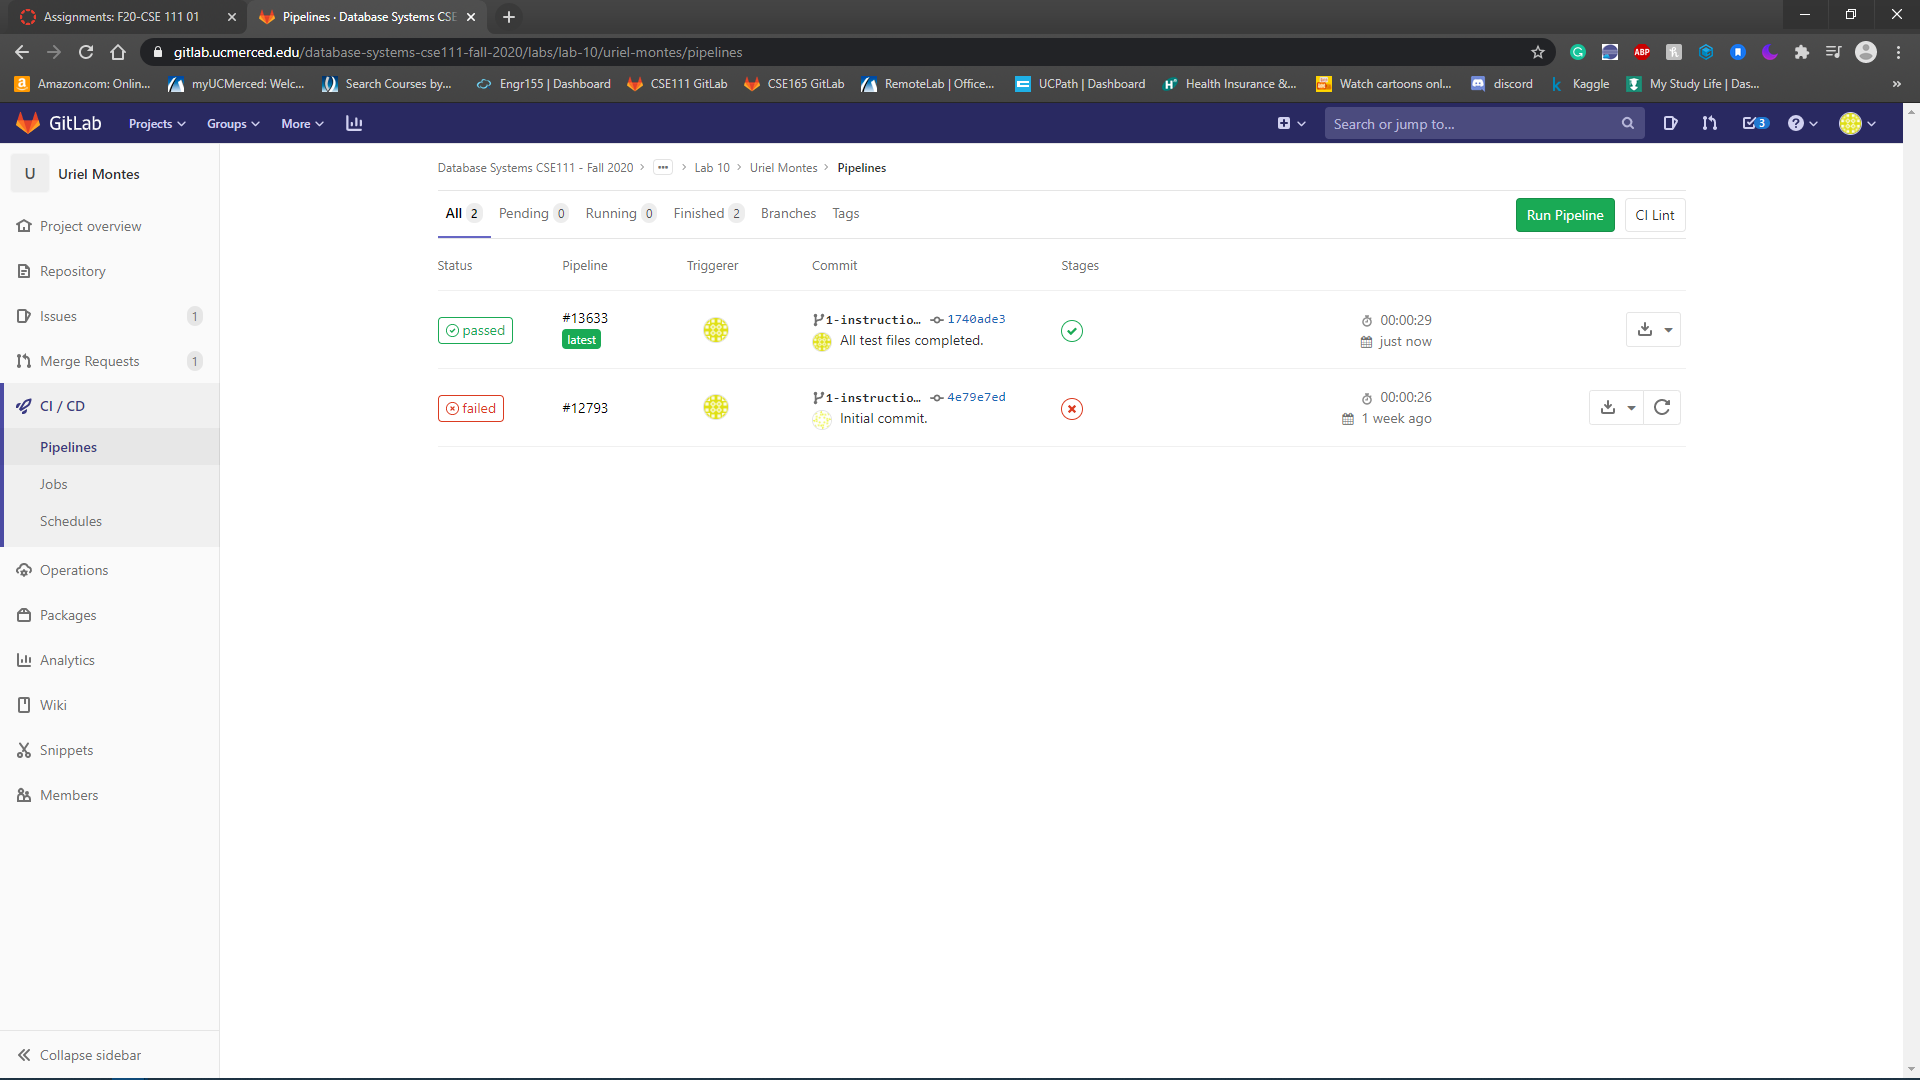 Assignments: F20-CSE 111 01
Pipelines · Database Systems CSE
gitlab.ucmerced.edu/database-systems-cse111-fall-2020/labs/lab-10/uriel-montes/pipelines
ABP
Amazon.com: Onlin...
myUCMerced: Welc...
Search Courses by...
Engr155 | Dashboard
CSE111 GitLab
CSE165 GitLab
RemoteLab | Office...
UCPath | Dashboard
Health Insurance &...
Watch cartoons onl...
discord
Kaggle
My Study Life | Das...
»
GitLab
Projects
Groups
More
Search or jump to...
3
U
Uriel Montes
Project overview
Repository
Issues 1
Merge Requests 1
CI / CD
Pipelines
Jobs
Schedules
Operations
Packages
Analytics
Wiki
Snippets
Members
Collapse sidebar
Database Systems CSE111 - Fall 2020 > ... > Lab 10 > Uriel Montes > Pipelines
All 2 Pending 0 Running 0 Finished 2 Branches Tags
Run Pipeline
CI Lint
Status Pipeline Triggerer Commit Stages
passed
#13633
latest
1-instructio... 1740ade3
All test files completed.
00:00:29
just now
failed
#12793
1-instructio... 4e79e7ed
Initial commit.
00:00:26
1 week ago